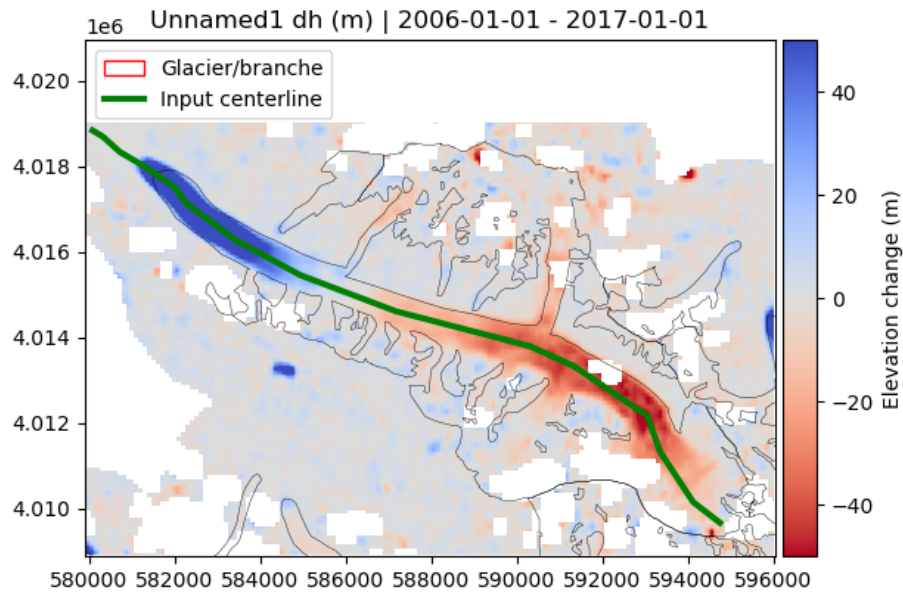 Unnamed1 dh (m) | 2006-01-01 - 2017-01-01
1e6
Glacier/branche
Input centerline
4.020
4.018
4.016
4.014
4.012
4.010
580000 582000 584000 586000 588000 590000 592000 594000 596000
40
20
0
−20
−40
Elevation change (m)